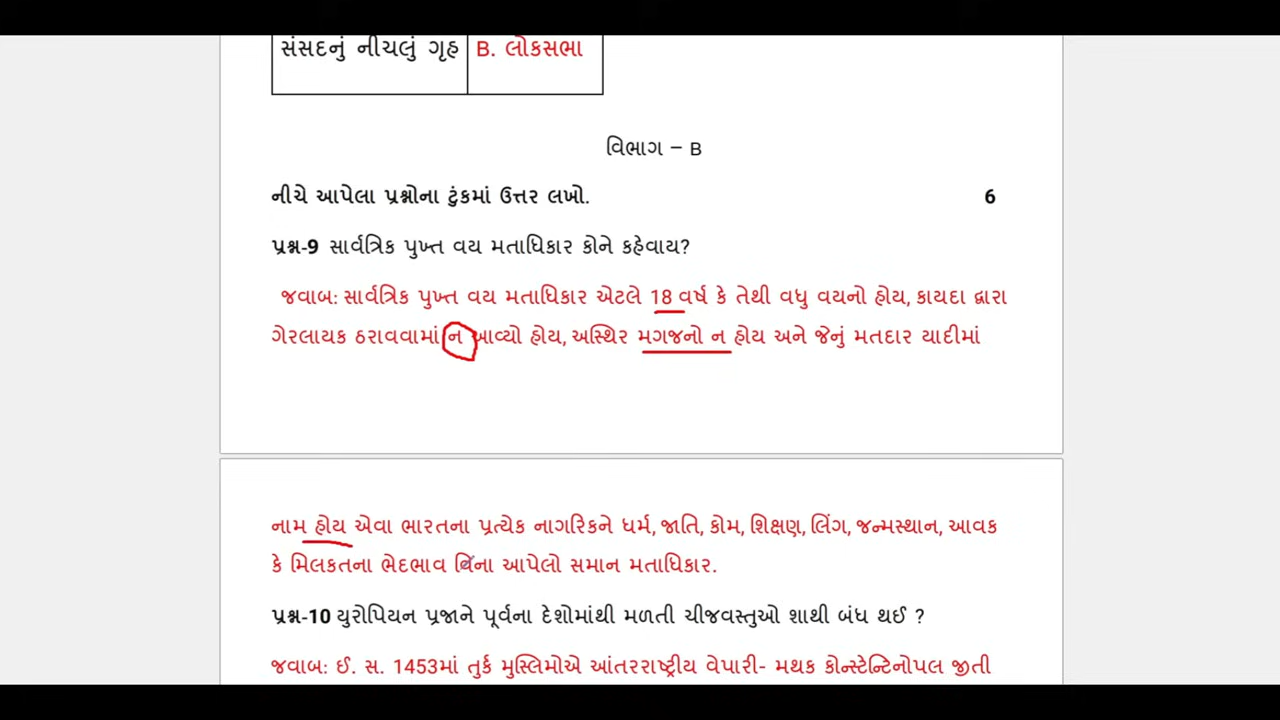 સંસદનું નીચલું ગૃહ B. લોકસભા
વિભાગ – B
નીચે આપેલા પ્રશ્નોના ટુંકમાં ઉત્તર લખો. 6
પ્રશ્ન-9 સાર્વત્રિક પુખ્ત વય મતાધિકાર કોને કહેવાય?
જવાબ: સાર્વત્રિક પુખ્ત વય મતાધિકાર એટલે 18 વર્ષ કે તેથી વધુ વયનો હોય, કાયદા દ્વારા
ગેરલાયક ઠરાવવામાં ન આવ્યો હોય, અસ્થિર મગજનો ન હોય અને જેનું મતદાર યાદીમાં
નામ હોય એવા ભારતના પ્રત્યેક નાગરિકને ધર્મ, જાતિ, કોમ, શિક્ષણ, લિંગ, જન્મસ્થાન, આવક
કે મિલકતના ભેદભાવ વિના આપેલો સમાન મતાધિકાર.
પ્રશ્ન-10 યુરોપિયન પ્રજાને પૂર્વના દેશોમાંથી મળતી ચીજવસ્તુઓ શાથી બંધ થઈ ?
જવાબ: ઈ. સ. 1453માં તુર્ક મુસ્લિમોએ આંતરરાષ્ટ્રીય વેપારી- મથક કોન્સ્ટેન્ટિનોપલ જીતી